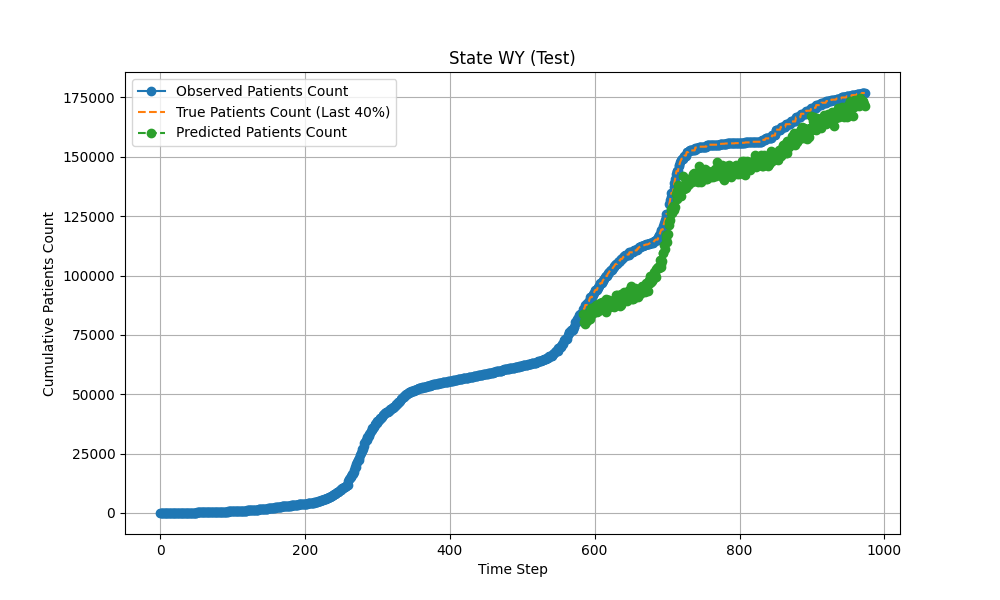 State WY (Test)
Observed Patients Count
True Patients Count (Last 40%)
Predicted Patients Count
Cumulative Patients Count
175000
150000
125000
100000
75000
50000
25000
0
0 200 400 600 800 1000
Time Step